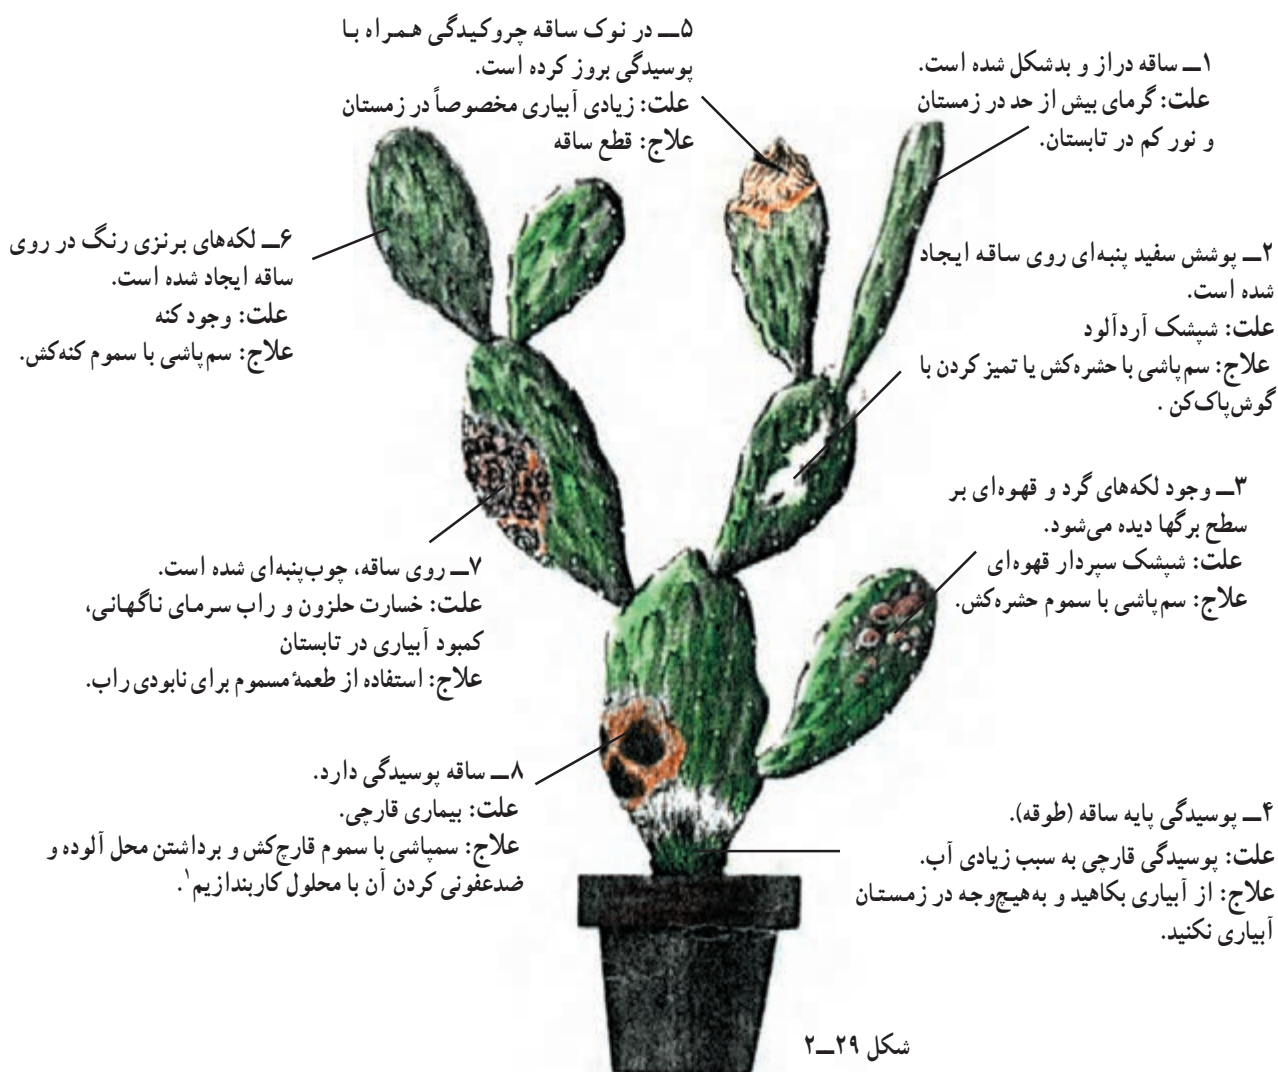 ۱ــ ساقه دراز و بدشکل شده است.
علت: گرمای بیش از حد در زمستان
و نور کم در تابستان.
۲ــ پوشش سفید پنبه‌ای روی ساقه ایجاد
شده است.
علت: شپشک آردآلود
علاج: سم‌پاشی با حشره‌کش یا تمیز کردن با
گوش‌پاک‌کن .
۳ــ وجود لکه‌های گرد و قهوه‌ای بر
سطح برگها دیده می‌شود.
علت: شپشک سپردار قهوه‌ای
علاج: سم‌پاشی با سموم حشره‌کش.
۴ــ پوسیدگی پایه ساقه (طوقه).
علت: پوسیدگی قارچی به سبب زیادی آب.
علاج: از آبیاری بکاهید و به‌هیچ‌وجه در زمستان
آبیاری نکنید.
۵ــ در نوک ساقه چروکیدگی همراه با
پوسیدگی بروز کرده است.
علت: زیادی آبیاری مخصوصاً در زمستان
علاج: قطع ساقه
۶ــ لکه‌های برنزی رنگ در روی
ساقه ایجاد شده است.
علت: وجود کنه
علاج: سم‌پاشی با سموم کنه‌کش.
۷ــ روی ساقه، چوب‌پنبه‌ای شده است.
علت: خسارت حلزون و راب سرمای ناگهانی،
کمبود آبیاری در تابستان
علاج: استفاده از طعمهٔ مسموم برای نابودی راب.
۸ــ ساقه پوسیدگی دارد.
علت: بیماری قارچی.
علاج: سمپاشی با سموم قارچ‌کش و برداشتن محل آلوده و
ضدعفونی کردن آن با محلول کاربندازیم۱.
شکل ۲۹ــ۲